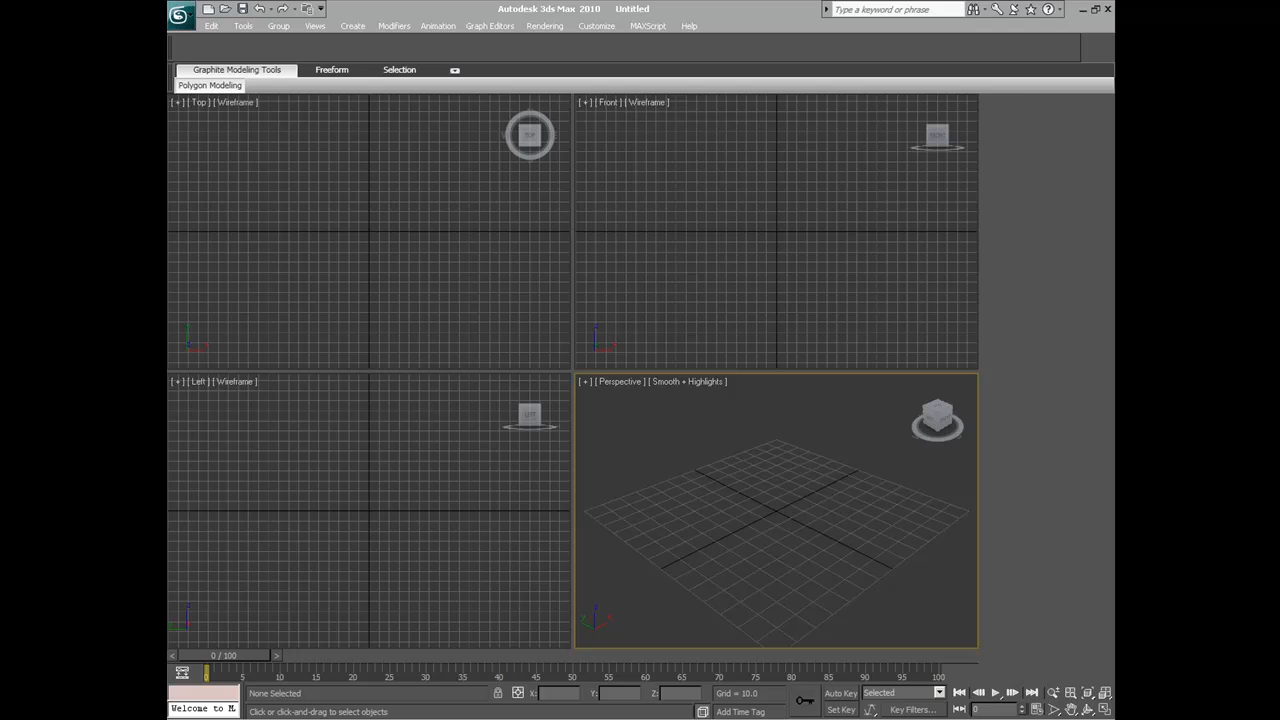 Autodesk 3ds Max 2010 Untitled
Type a keyword or phrase
Edit Tools Group Views Create Modifiers Animation Graph Editors Rendering Customize MAXScript Help
Graphite Modeling Tools Freeform Selection
Polygon Modeling
[ + ] [ Top ] [ Wireframe ]
[ + ] [ Front ] [ Wireframe ]
TOP
FRONT
[ + ] [ Left ] [ Wireframe ]
[ + ] [ Perspective ] [ Smooth + Highlights ]
LEFT
< 0 / 100 >
0 5 10 15 20 25 30 35 40 45 50 55 60 65 70 75 80 85 90 95 100
None Selected X: Y: Z: Grid = 10.0 Auto Key Selected
Welcome to M. Click or click-and-drag to select objects Add Time Tag Set Key Key Filters... 0